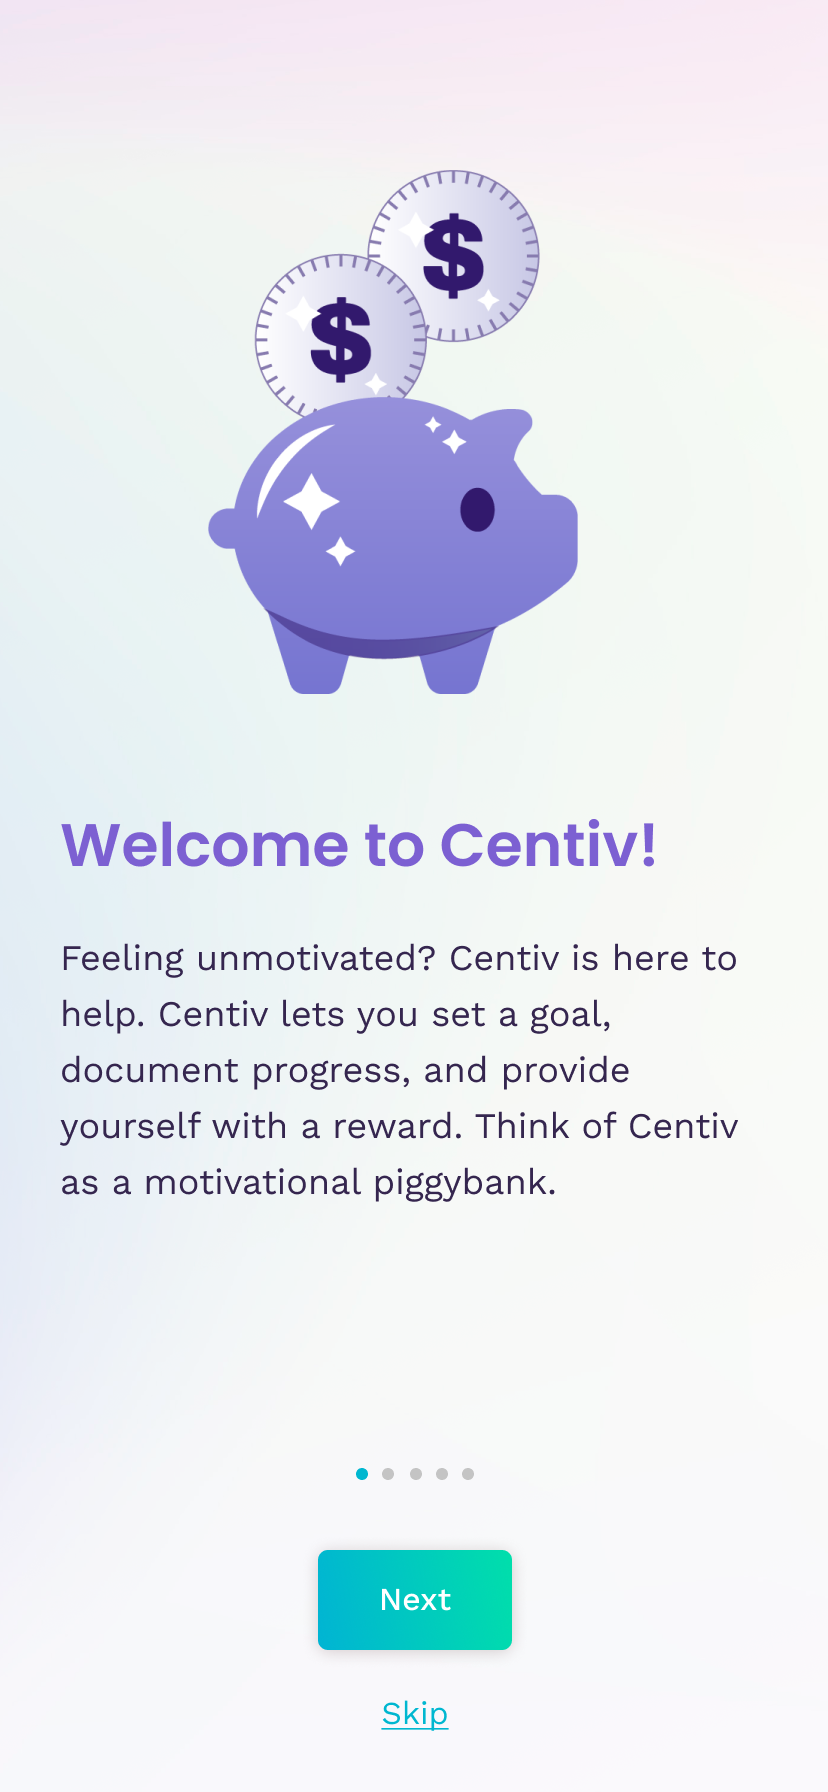 $
$
Welcome to Centiv!
Feeling unmotivated? Centiv is here to
help. Centiv lets you set a goal,
document progress, and provide
yourself with a reward. Think of Centiv
as a motivational piggybank.
Next
Skip